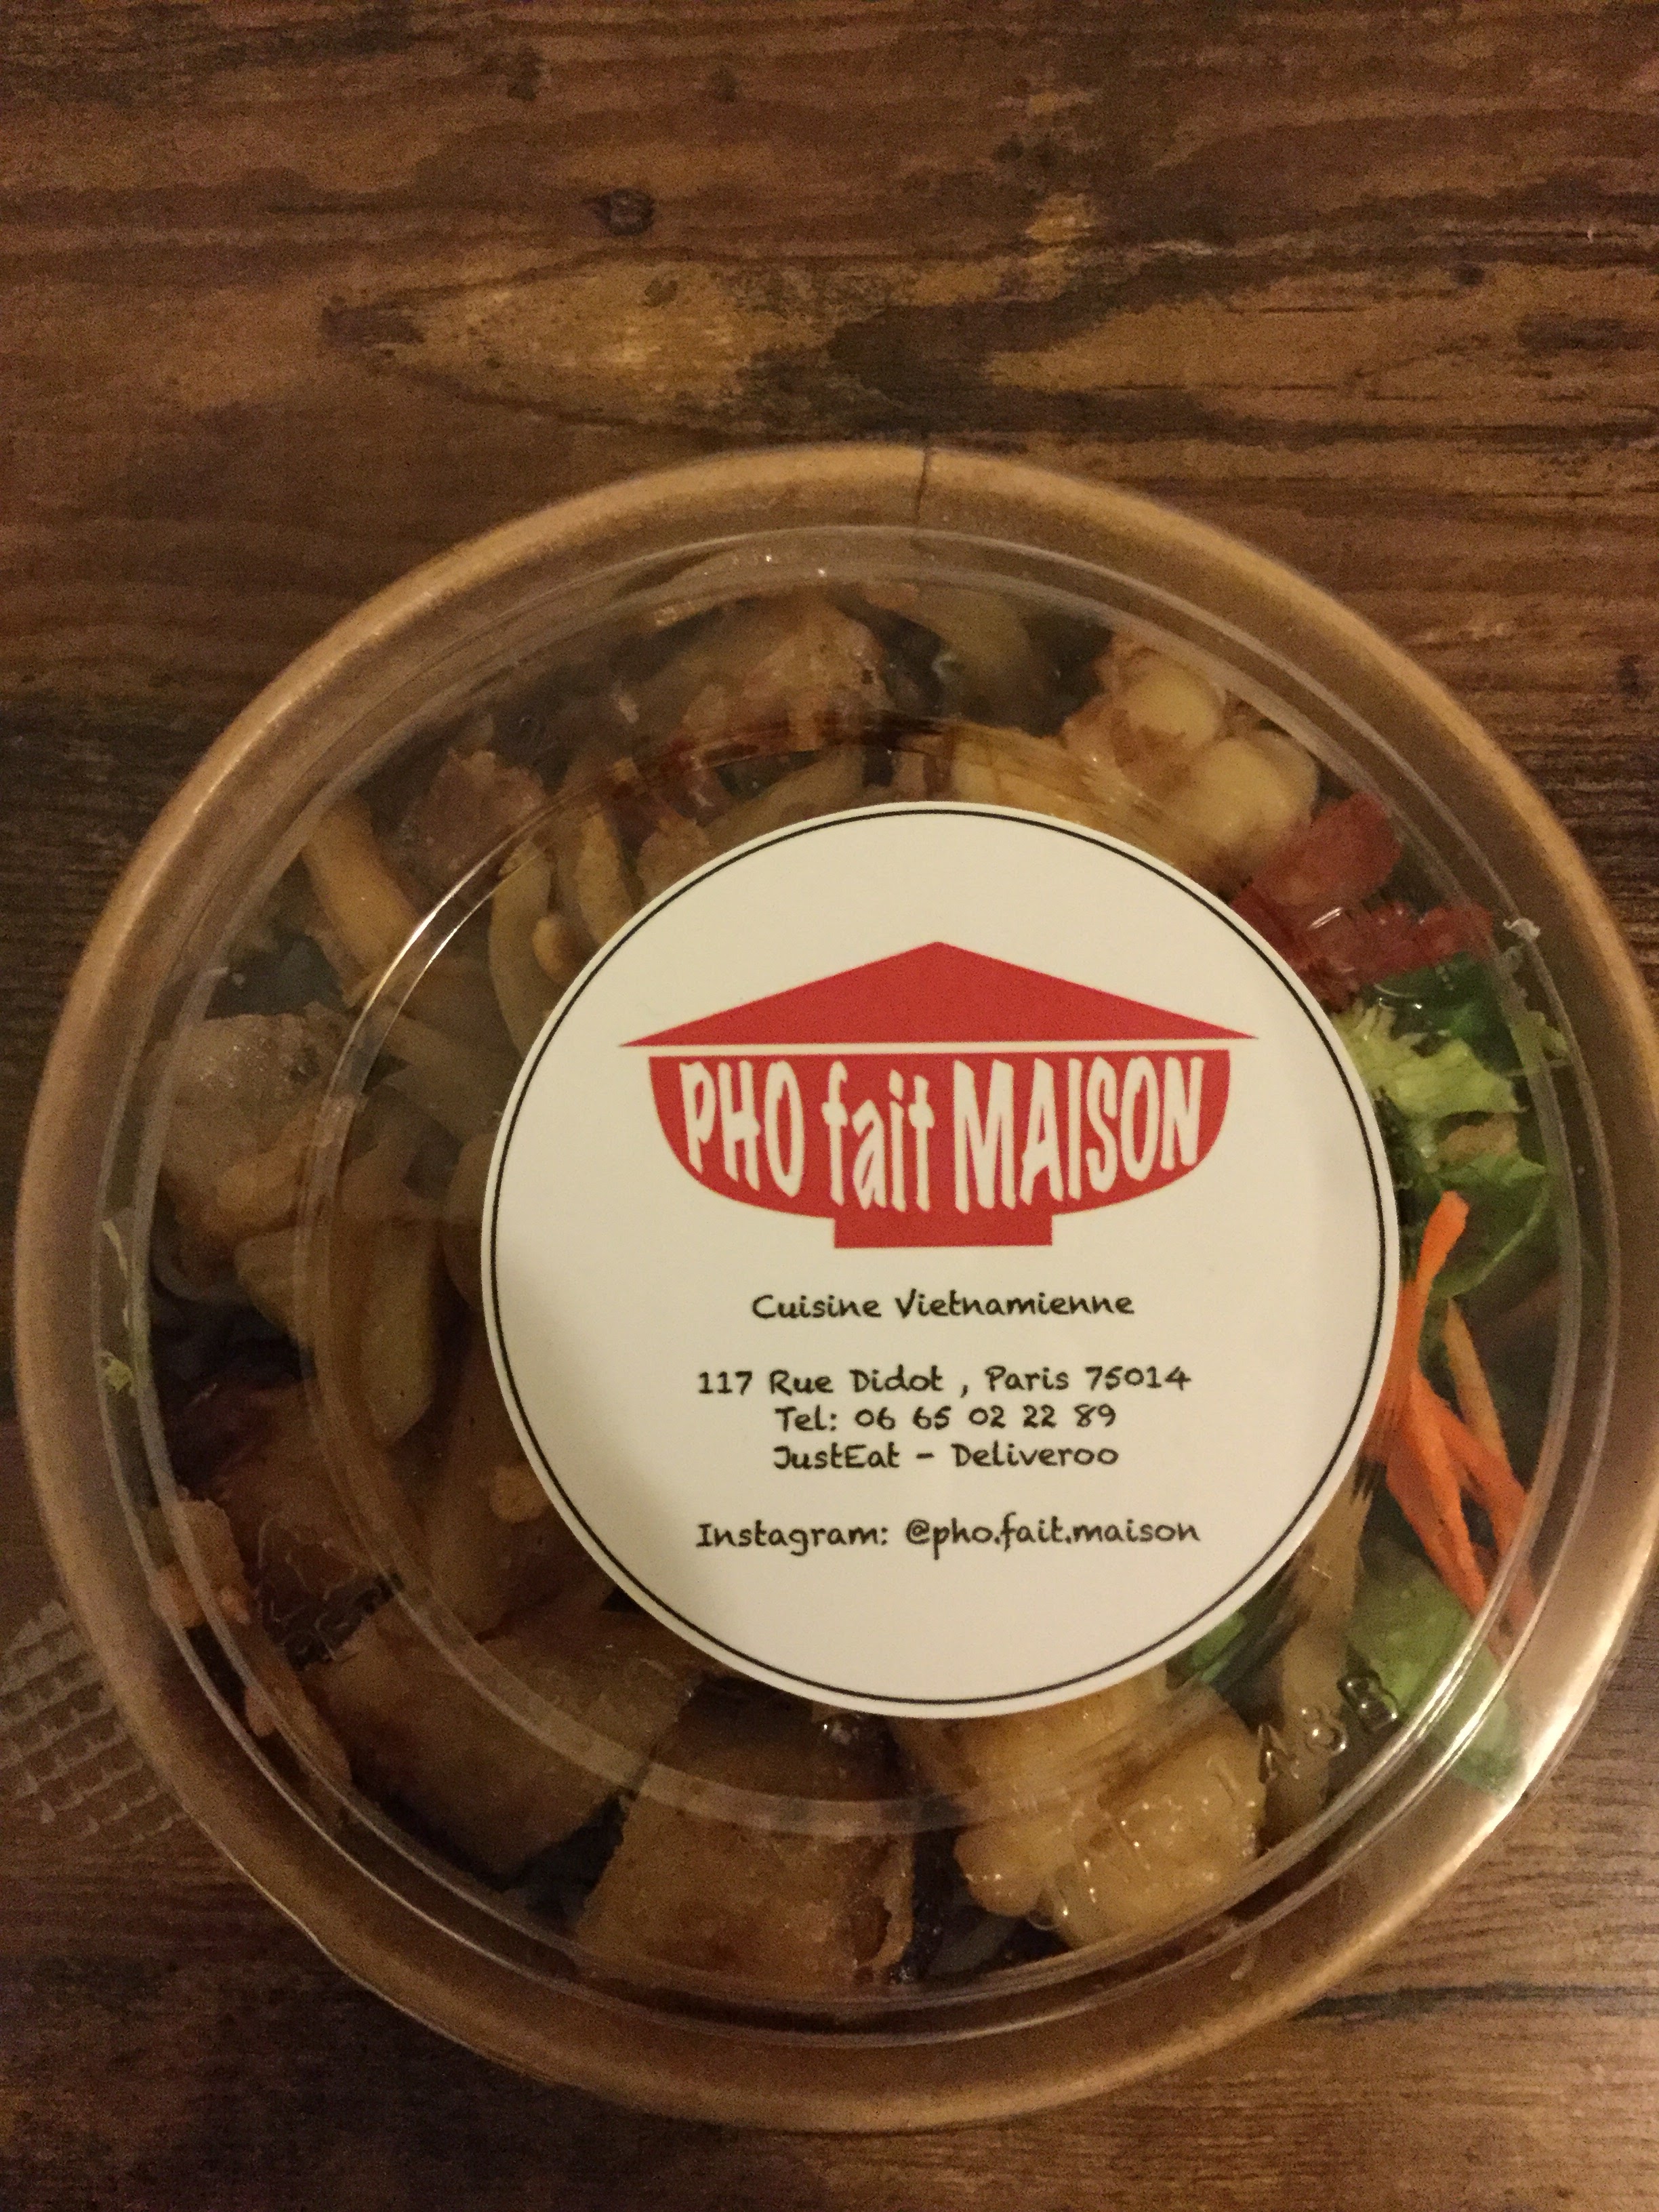 PHO fait MAISON
Cuisine Vietnamienne
117 Rue Didot , Paris 75014
Tel: 06 65 02 22 89
JustEat - Deliveroo
Instagram: @pho.fait.maison